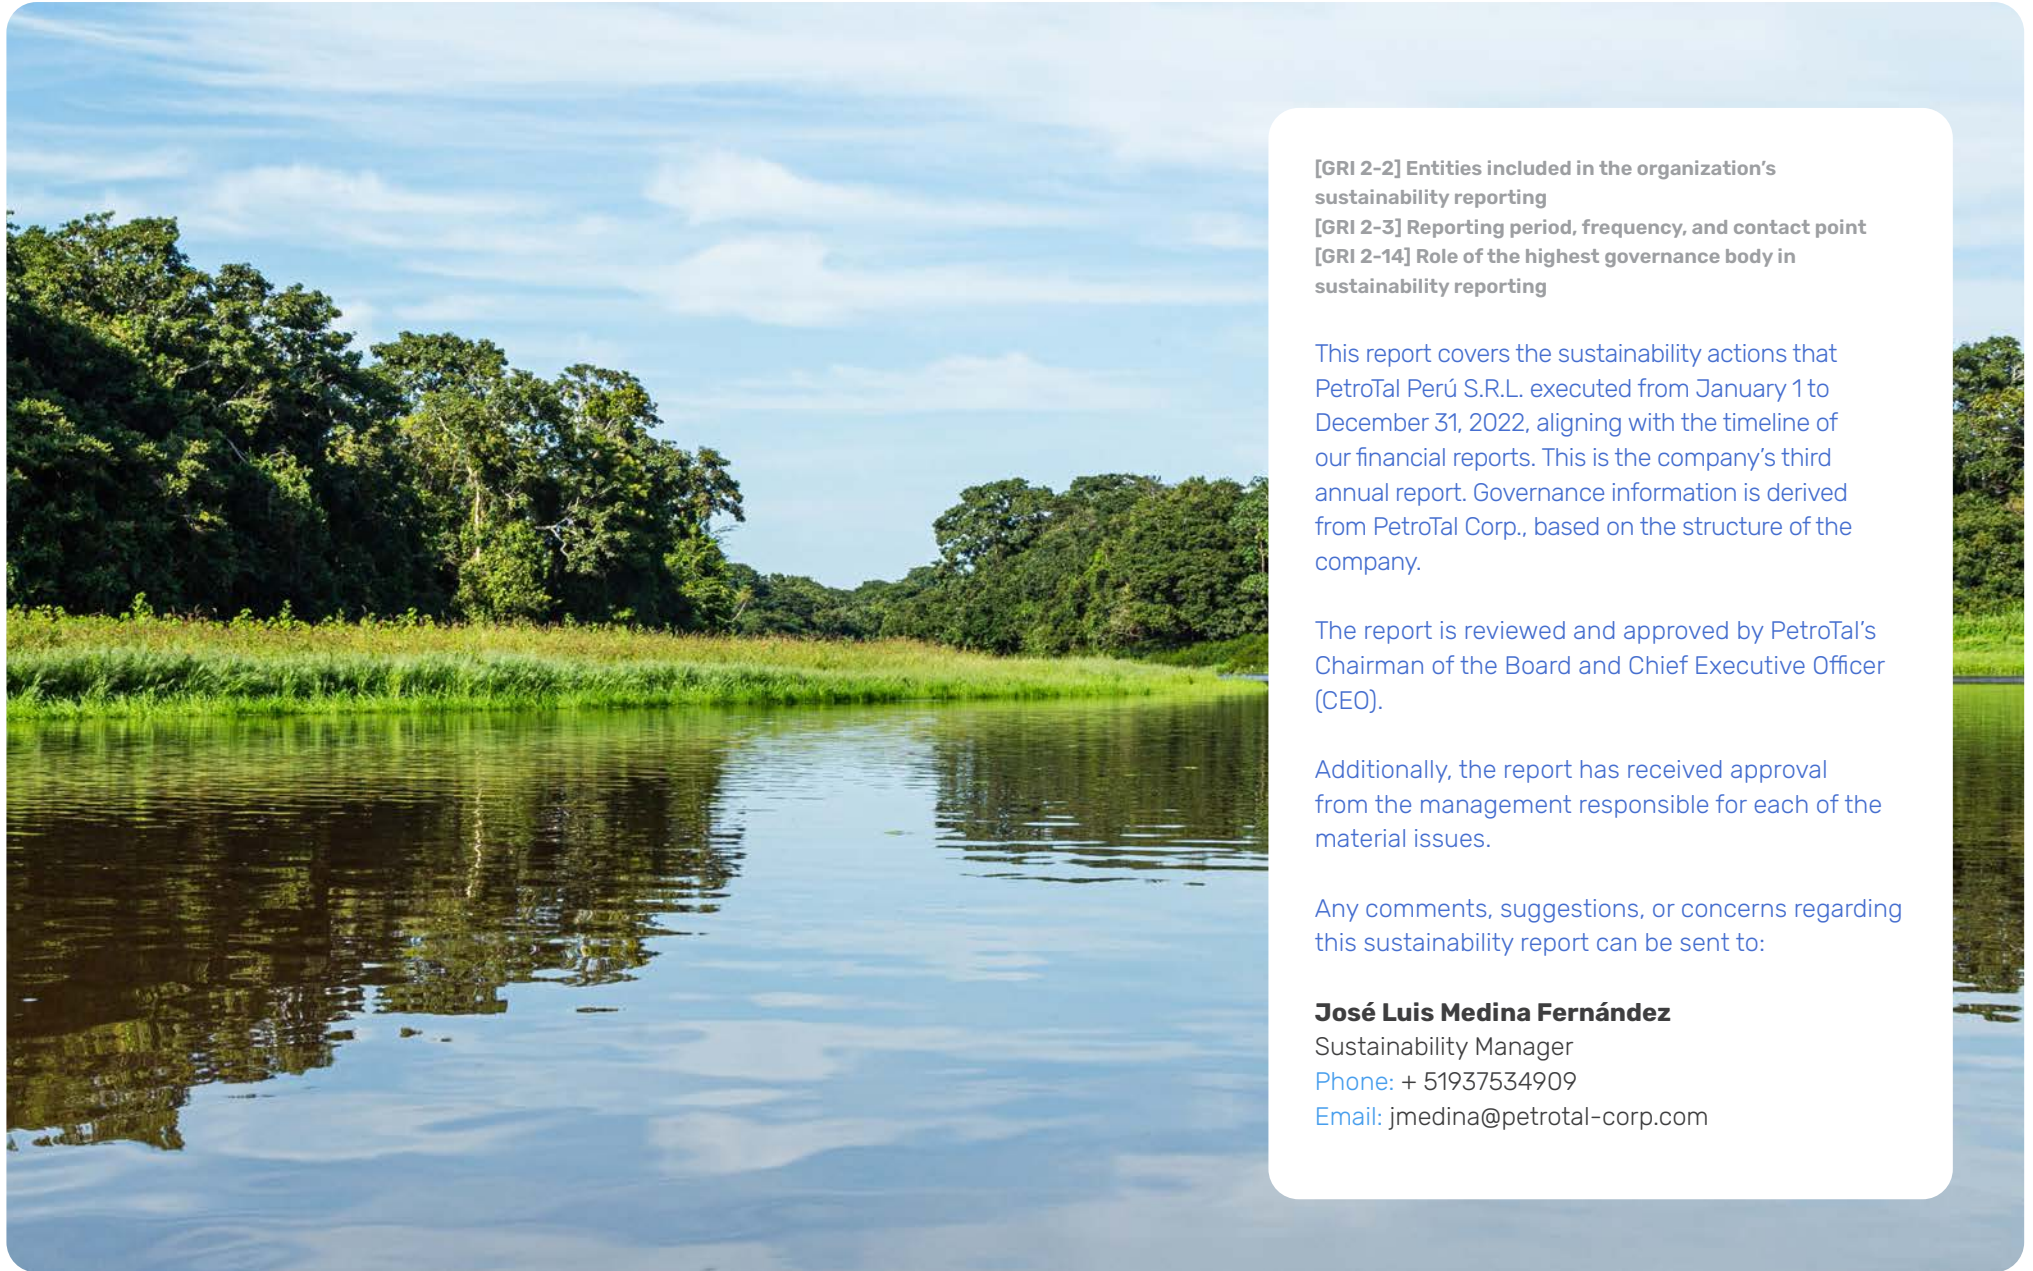 [GRI 2-2] Entities included in the organization’s
sustainability reporting
[GRI 2-3] Reporting period, frequency, and contact point
[GRI 2-14] Role of the highest governance body in
sustainability reporting
This report covers the sustainability actions that
PetroTal Perú S.R.L. executed from January 1 to
December 31, 2022, aligning with the timeline of
our financial reports. This is the company’s third
annual report. Governance information is derived
from PetroTal Corp., based on the structure of the
company.
The report is reviewed and approved by PetroTal’s
Chairman of the Board and Chief Executive Officer
(CEO).
Additionally, the report has received approval
from the management responsible for each of the
material issues.
Any comments, suggestions, or concerns regarding
this sustainability report can be sent to:
José Luis Medina Fernández
Sustainability Manager
Phone: + 51937534909
Email: jmedina@petrotal-corp.com